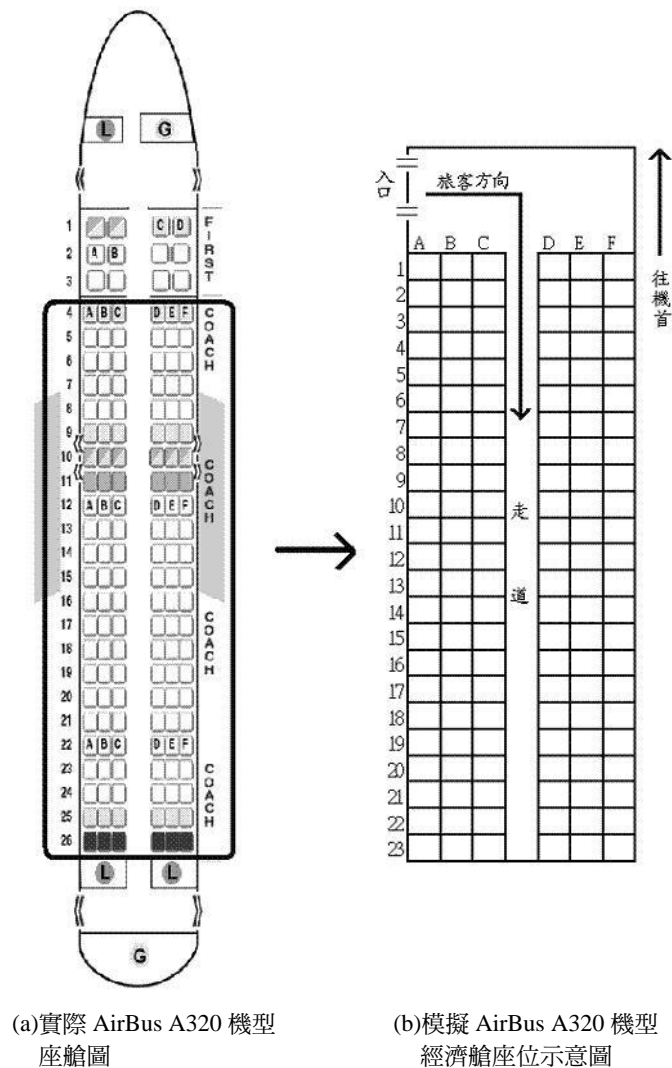 L G
1
C D
2
A B
3
F
I
R
S
T
4
A B C
D E F
5
6
7
8
9
10
11
12
A B C
D E F
13
14
15
16
17
18
19
20
21
22
A B C
D E F
23
24
25
26
C
O
A
C
H
C
O
A
C
H
C
O
A
C
H
C
O
A
C
H
L L
G
入口
旅客方向
往機首
A B C D E F
1
2
3
4
5
6
7
8
9
10
11
12
13
14
15
16
17
18
19
20
21
22
23
走
道
(a)實際 AirBus A320 機型
座艙圖
(b)模擬 AirBus A320 機型
經濟艙座位示意圖